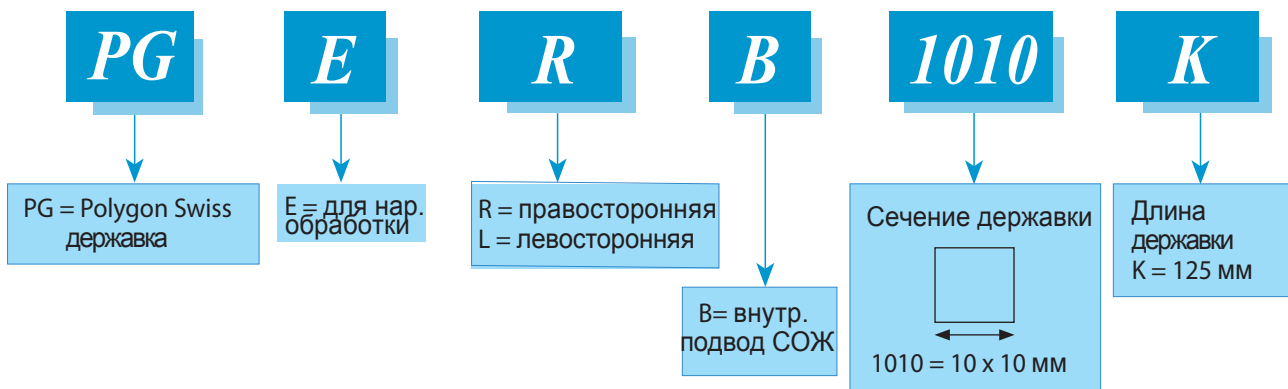 PG E R B 1010 K
PG = Polygon Swiss
державка
E = для нар.
обработки
R = правосторонняя
L = левосторонняя
B= внутр.
подвод СОЖ
Сечение державки
1010 = 10 x 10 мм
Длина
державки
K = 125 мм